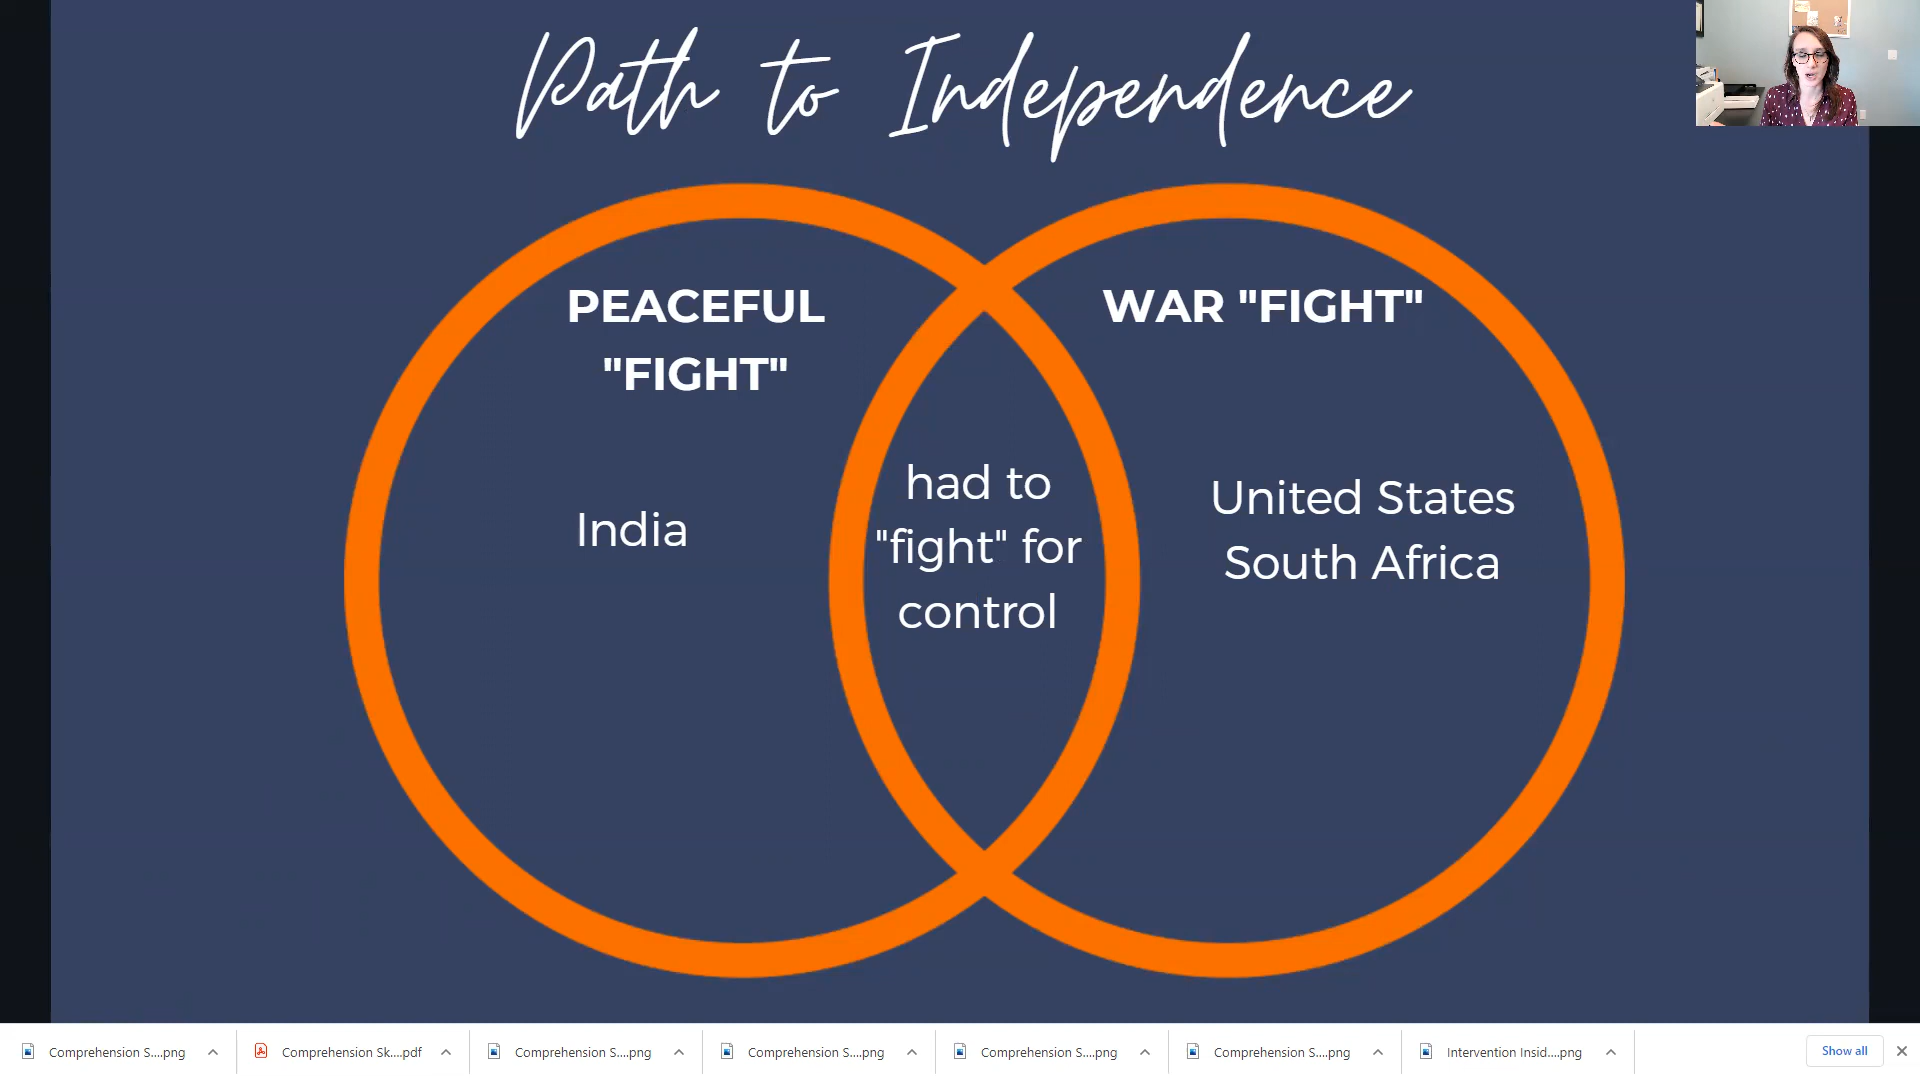 Path to Independence
PEACEFUL
"FIGHT"
WAR "FIGHT"
India
had to
"fight" for
control
United States
South Africa
Comprehension S....png
Comprehension Sk....pdf
Comprehension S....png
Comprehension S....png
Comprehension S....png
Comprehension S....png
Intervention Insid....png
Show all